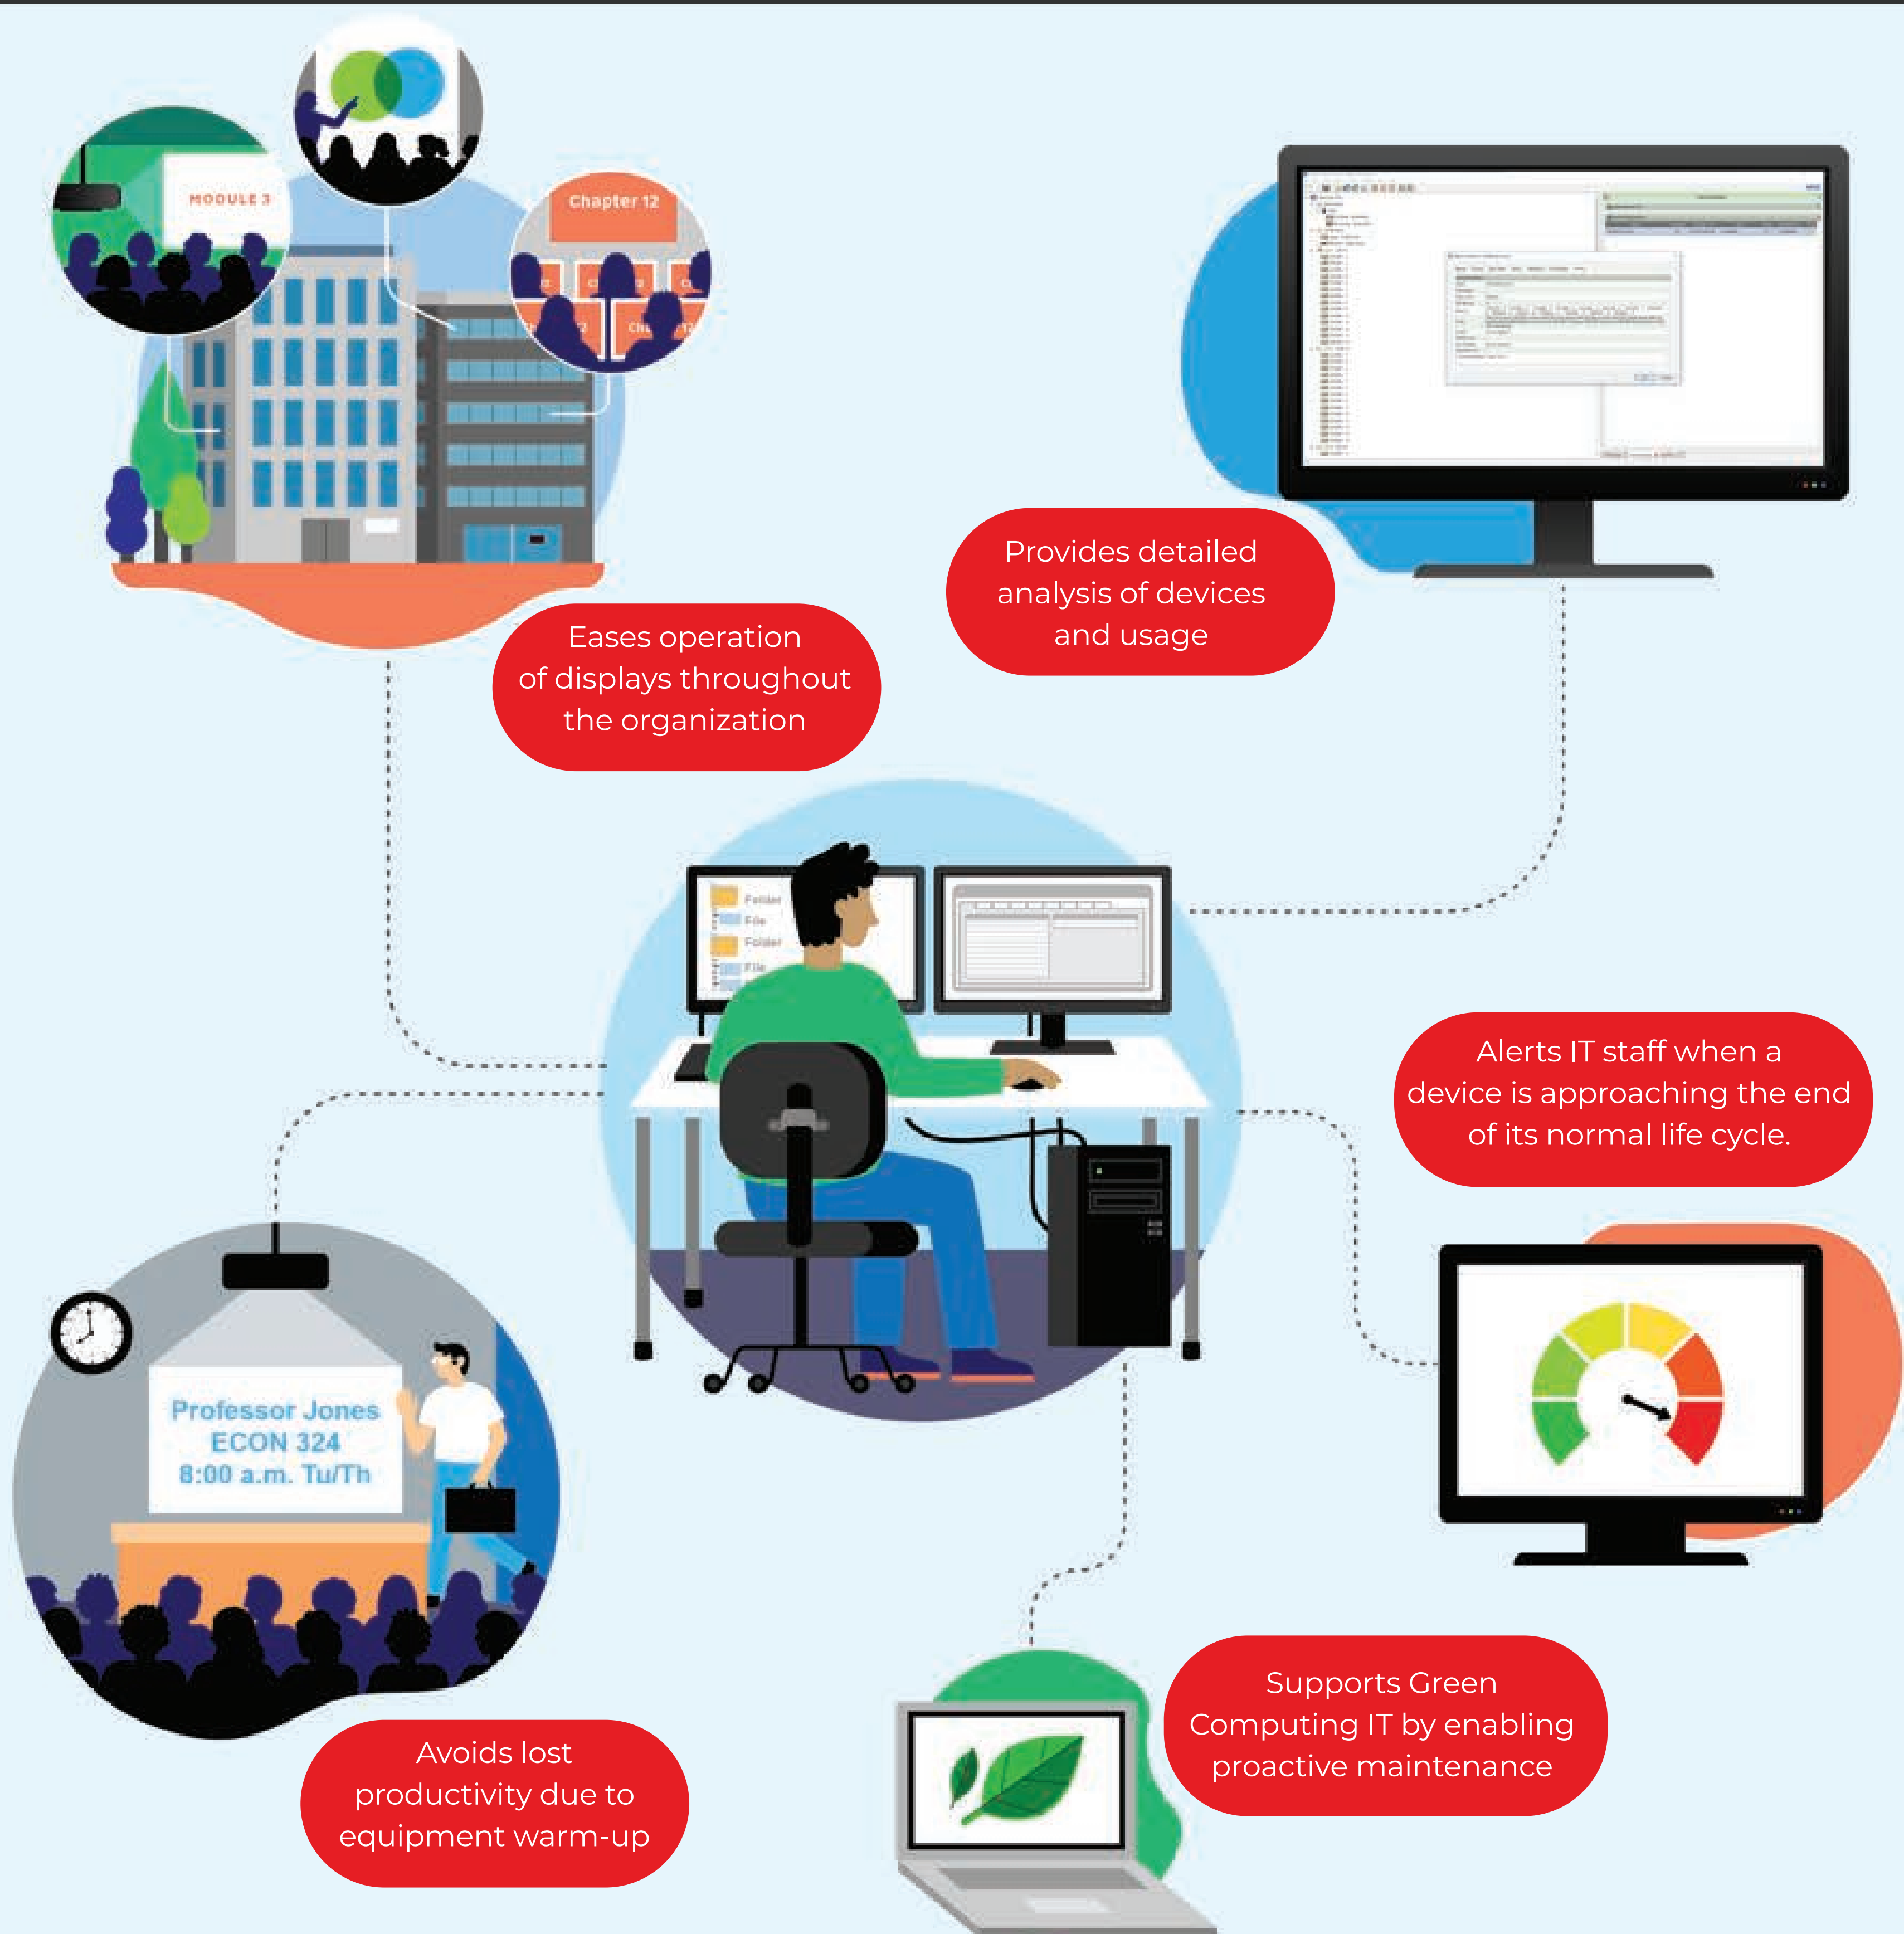 MODULE 3
Chapter 12
Provides detailed
analysis of devices
and usage
Eases operation
of displays throughout
the organization
Folder
File
Folder
File
Alerts IT staff when a
device is approaching the end
of its normal life cycle.
Professor Jones
ECON 324
8:00 a.m. Tu/Th
Supports Green
Computing IT by enabling
proactive maintenance
Avoids lost
productivity due to
equipment warm-up